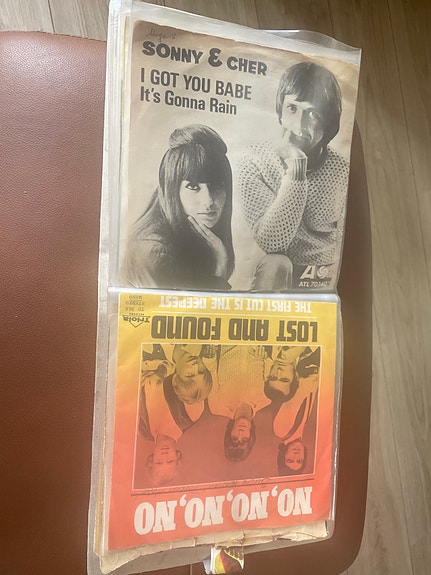 SONNY & CHER
I GOT YOU BABE
It's Gonna Rain
NO, NO, NO, NO
LOST AND FOUND
Triola
THE FIRST CUT IS THE DEEPEST